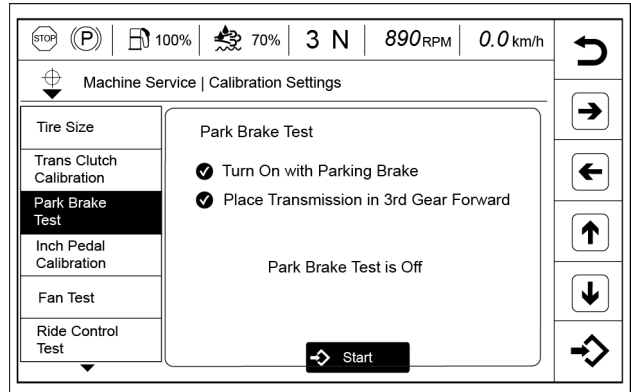 STOP (P) 100% 70% 3 N 890 RPM 0.0 km/h
Machine Service | Calibration Settings
Tire Size
Trans Clutch
Calibration
Park Brake
Test
Inch Pedal
Calibration
Fan Test
Ride Control
Test
Park Brake Test
Turn On with Parking Brake
Place Transmission in 3rd Gear Forward
Park Brake Test is Off
Start